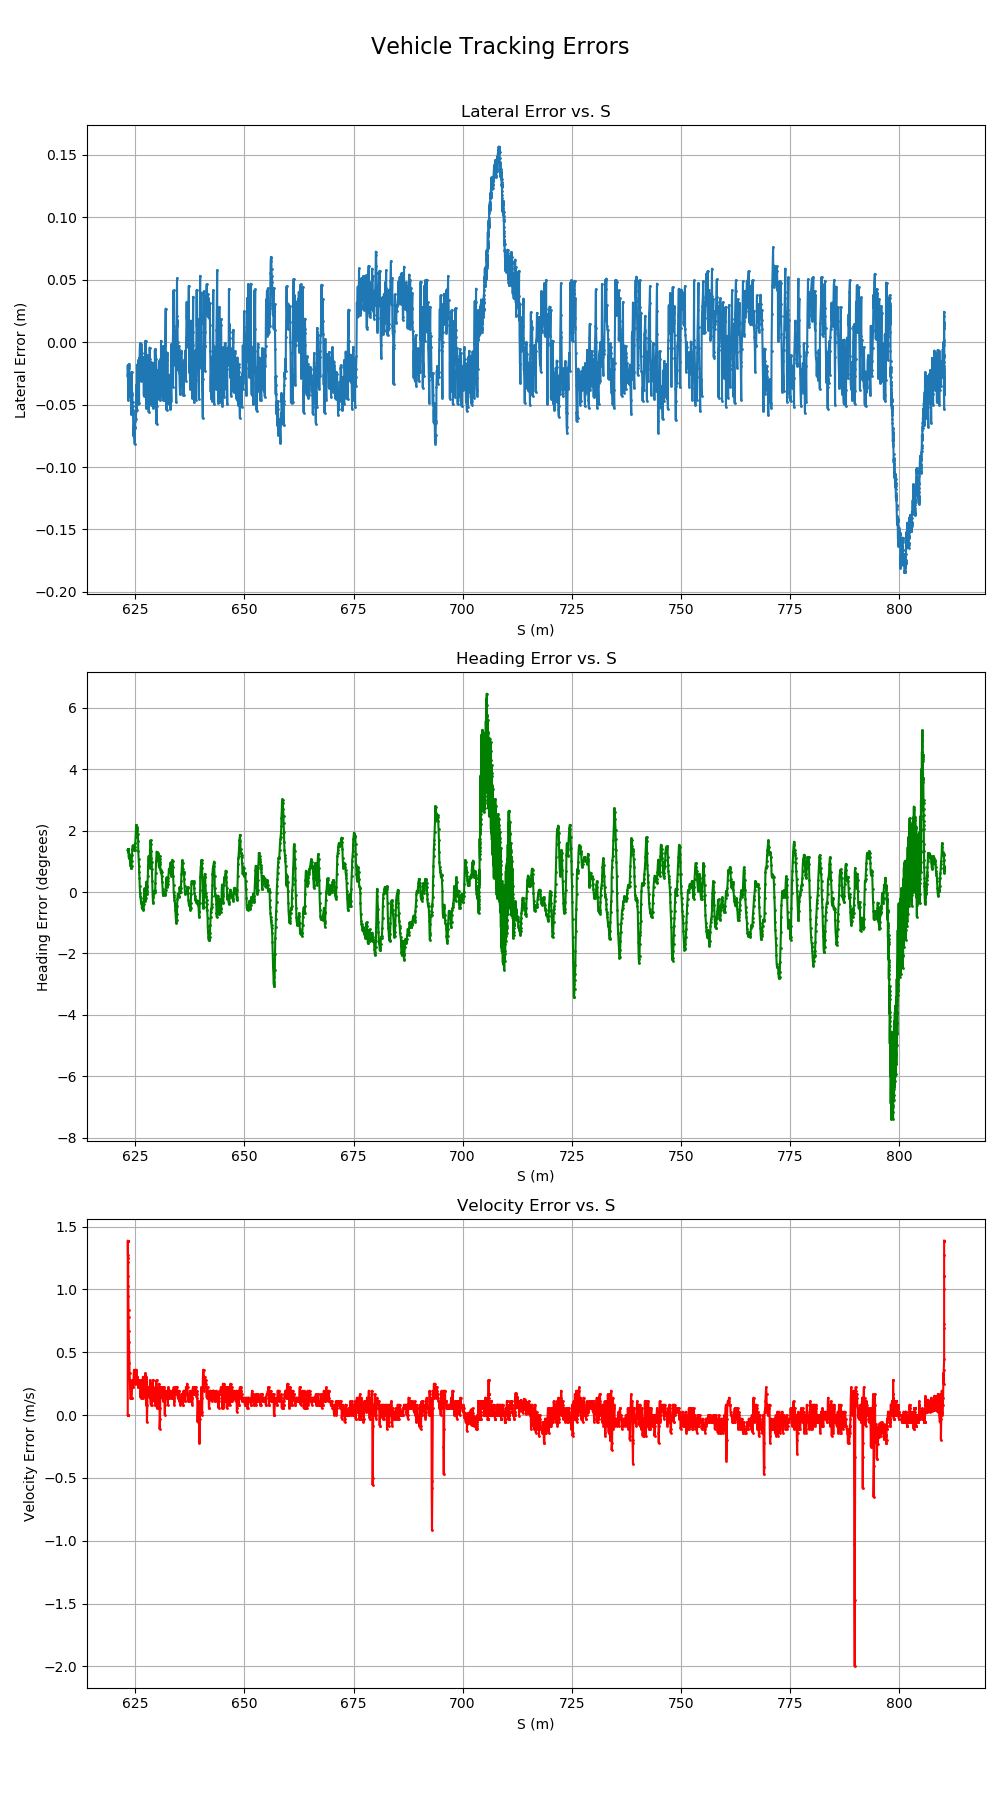 Vehicle Tracking Errors
Lateral Error vs. S
Lateral Error (m)
0.15
0.10
0.05
0.00
−0.05
−0.10
−0.15
−0.20
625 650 675 700 725 750 775 800
S (m)
Heading Error vs. S
Heading Error (degrees)
6
4
2
0
−2
−4
−6
−8
625 650 675 700 725 750 775 800
S (m)
Velocity Error vs. S
Velocity Error (m/s)
1.5
1.0
0.5
0.0
−0.5
−1.0
−1.5
−2.0
625 650 675 700 725 750 775 800
S (m)